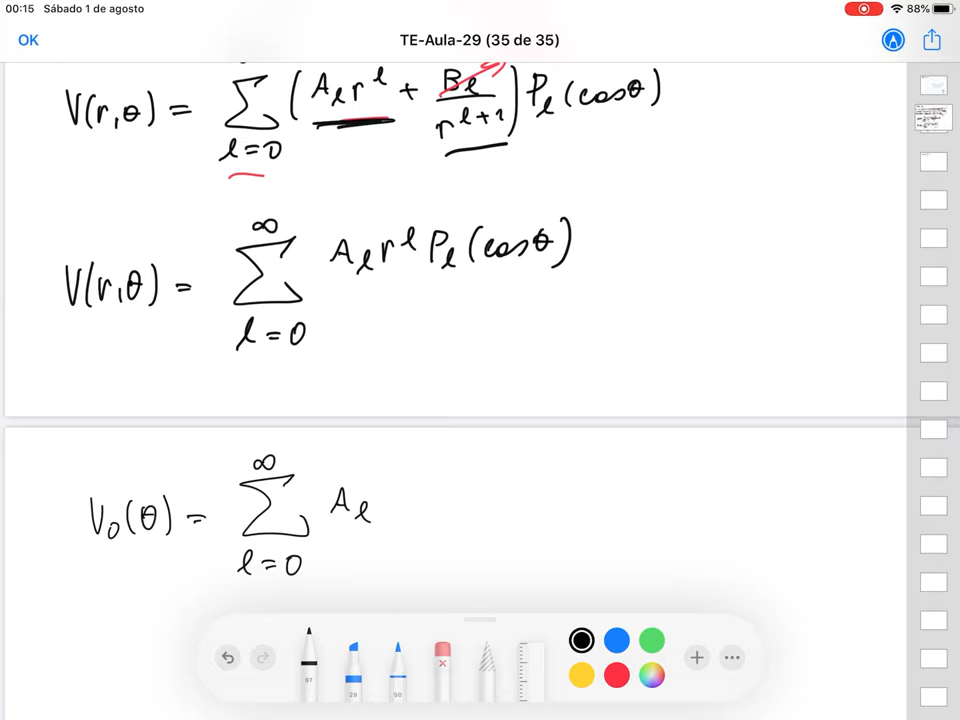 00:15 Sábado 1 de agosto 88%
OK TE-Aula-29 (35 de 35)
V(r,θ) = ∑ l=0 (A_l r^l + B_l / r^{l+1}) P_l (cosθ)
V(r,θ) = ∑ l=0 ∞ A_l r^l P_l (cosθ)
V_0(θ) = ∑ l=0 ∞ A_l
97 29 50